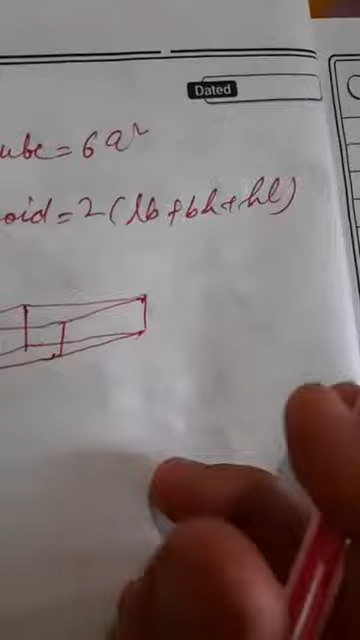 Dated
ube = 6a²
oid = 2(lb + bh + hl)